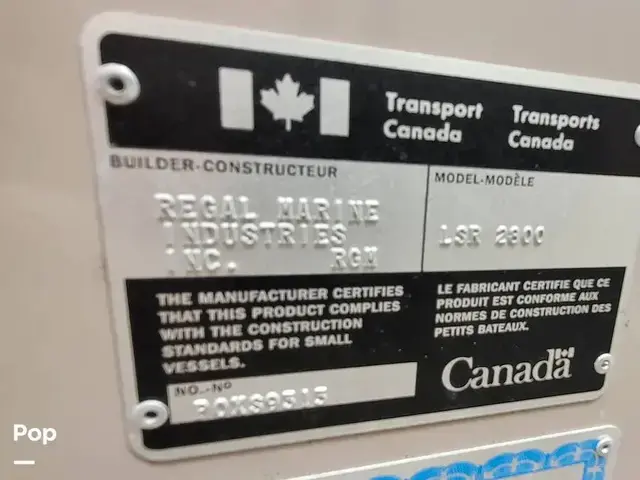 Transport
Canada
Transports
Canada
BUILDER-CONSTRUCTEUR
REGAL MARINE
INDUSTRIES
INC. RGM
MODEL-MODÈLE
LSR 2800
THE MANUFACTURER CERTIFIES
THAT THIS PRODUCT COMPLIES
WITH THE CONSTRUCTION
STANDARDS FOR SMALL
VESSELS.
LE FABRICANT CERTIFIE QUE CE
PRODUIT EST CONFORME AUX
NORMES DE CONSTRUCTION DES
PETITS BATEAUX.
NO.-Nº
Canada
Pop